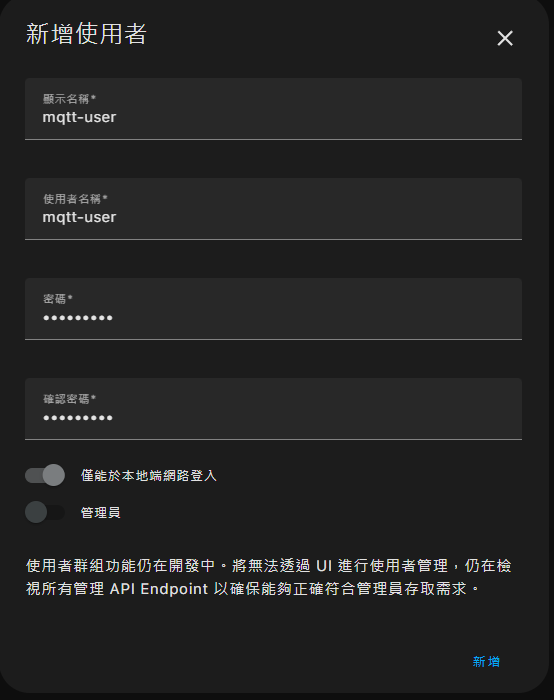 新增使用者
顯示名稱*
mqtt-user
使用者名稱*
mqtt-user
密碼*
•••••••••
確認密碼*
•••••••••
僅能於本地端網路登入
管理員
使用者群組功能仍在開發中。將無法透過 UI 進行使用者管理，仍在檢
視所有管理 API Endpoint 以確保能夠正確符合管理員存取需求。
新增